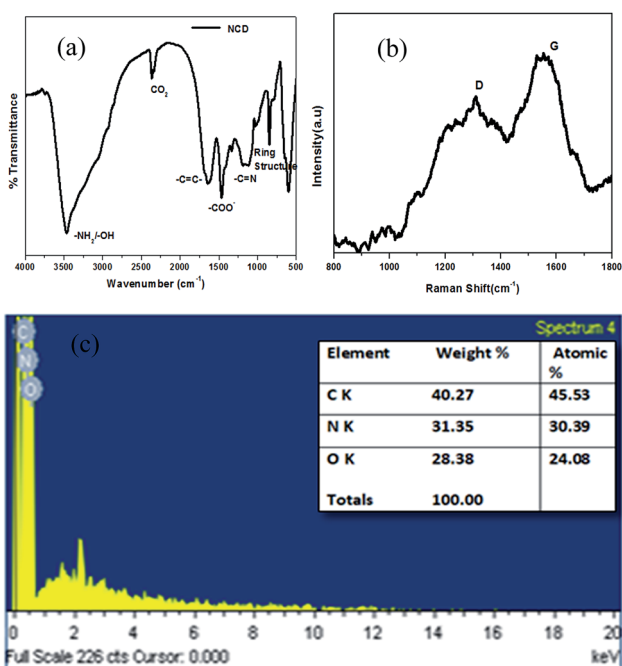 (a)
NCD
CO2
-C=C-
-COO-
-C=N
Ring
Structure
-NH2/-OH
% Transmittance
4000 3500 3000 2500 2000 1500 1000 500
Wavenumber (cm-1)
(b)
D
G
Intensity(a.u)
800 1000 1200 1400 1600 1800
Raman Shift(cm-1)
(c)
Spectrum 4
C
N
O
Element Weight % Atomic
%
C K 40.27 45.53
N K 31.35 30.39
O K 28.38 24.08
Totals 100.00
0 2 4 6 8 10 12 14 16 18 20
Full Scale 226 cts Cursor: 0.000 keV